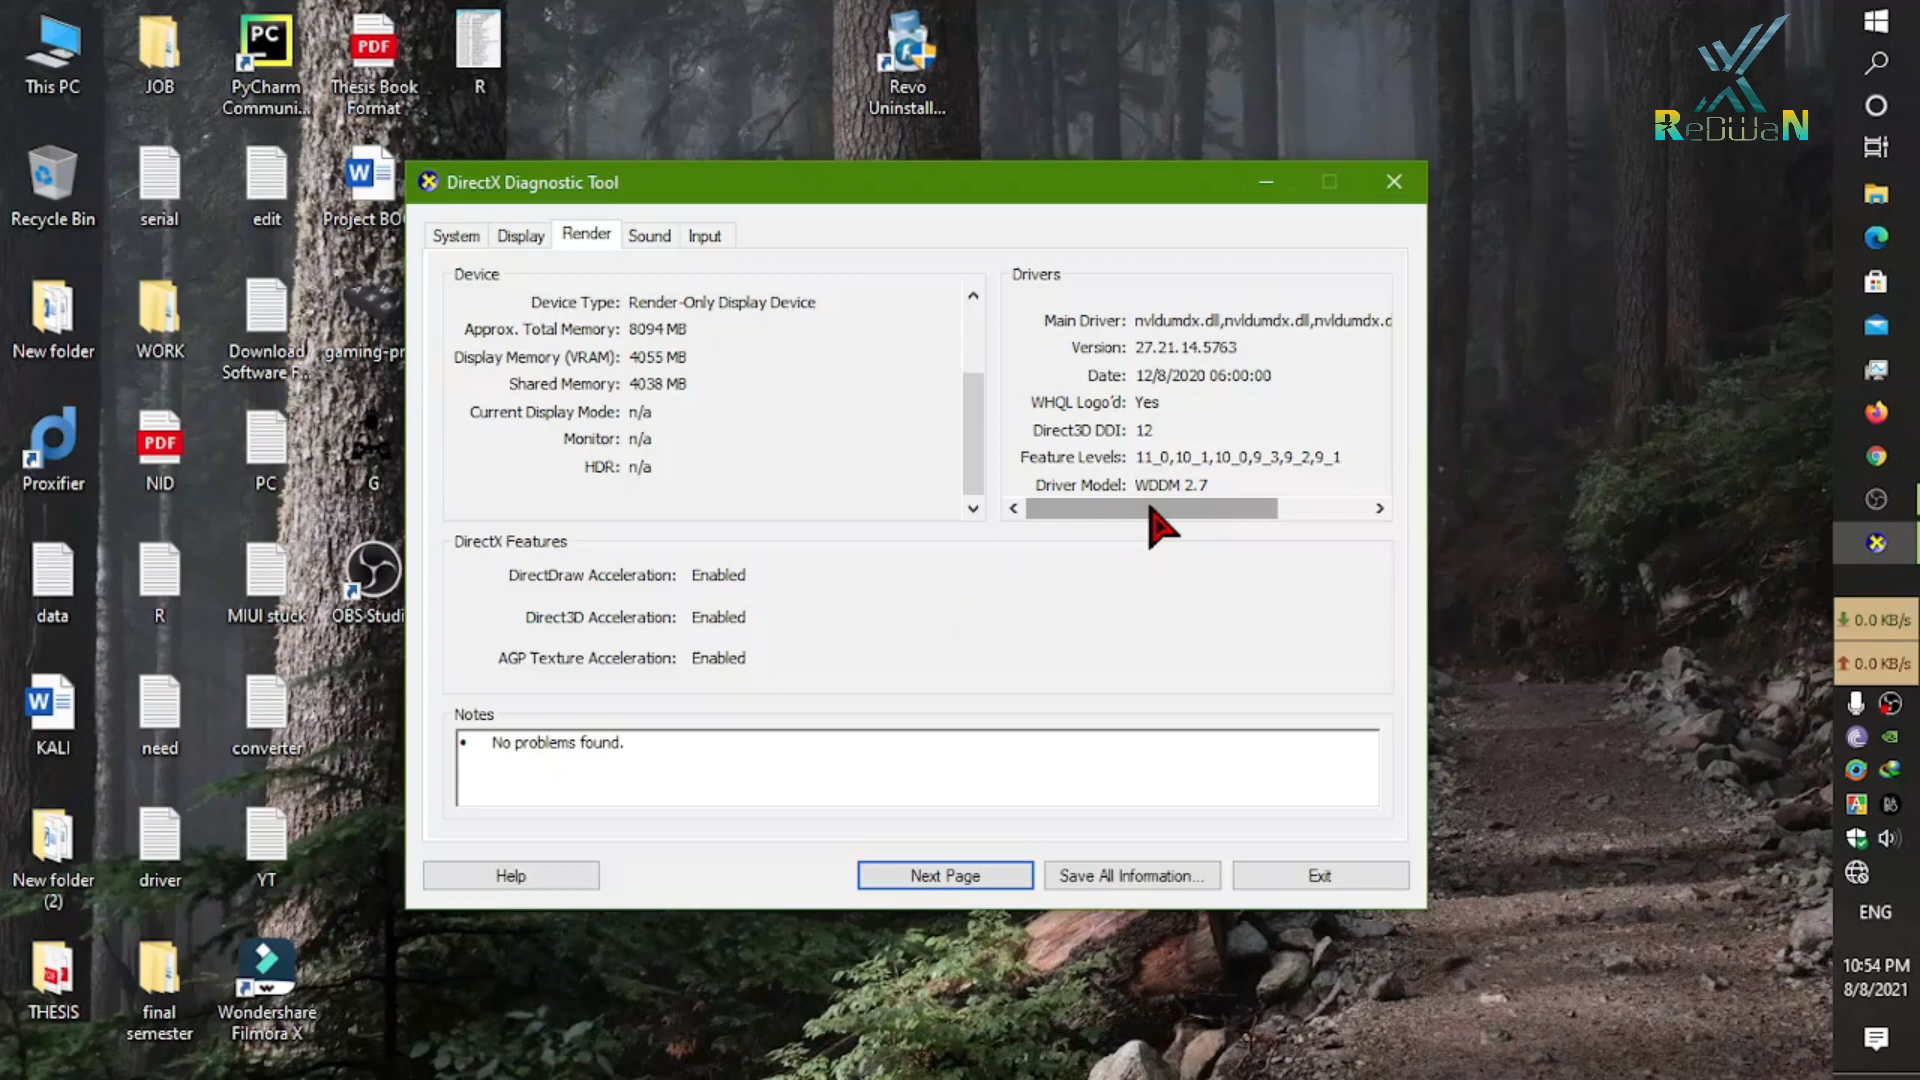 This PC
JOB
PyCharm
Communi...
Thesis Book
Format
R
Revo
Uninstall...
ReDWaN
Recycle Bin
serial
edit
Project BO
New folder
WORK
Download
Software F...
gaming-pr
Proxifier
NID
PC
G
data
R
MIUI stuck
OBS Studi
KALI
need
converter
New folder
(2)
driver
YT
THESIS
final
semester
Wondershare
Filmora X
PC
PDF
W
PDF
W
DirectX Diagnostic Tool
System
Display
Render
Sound
Input
Device
Device Type: Render-Only Display Device
Approx. Total Memory: 8094 MB
Display Memory (VRAM): 4055 MB
Shared Memory: 4038 MB
Current Display Mode: n/a
Monitor: n/a
HDR: n/a
Drivers
Main Driver: nvldumdx.dll,nvldumdx.dll,nvldumdx.d
Version: 27.21.14.5763
Date: 12/8/2020 06:00:00
WHQL Logo'd: Yes
Direct3D DDI: 12
Feature Levels: 11_0,10_1,10_0,9_3,9_2,9_1
Driver Model: WDDM 2.7
DirectX Features
DirectDraw Acceleration: Enabled
Direct3D Acceleration: Enabled
AGP Texture Acceleration: Enabled
Notes
• No problems found.
Help
Next Page
Save All Information...
Exit
0.0 KB/s
0.0 KB/s
ENG
10:54 PM
8/8/2021